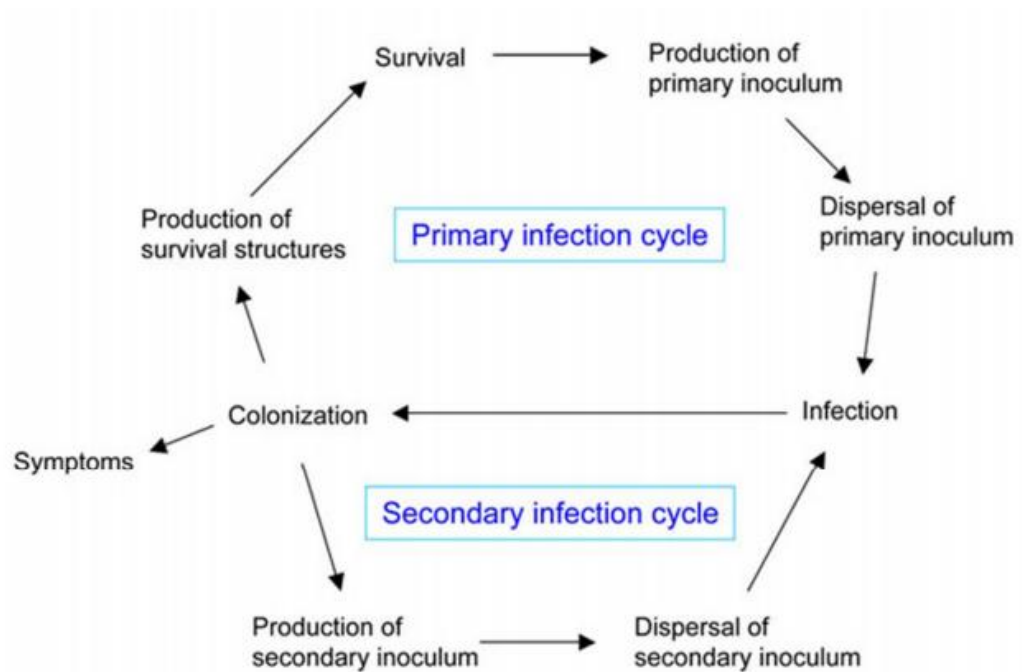 Survival
Production of
primary inoculum
Production of
survival structures
Primary infection cycle
Dispersal of
primary inoculum
Colonization
Infection
Symptoms
Secondary infection cycle
Production of
secondary inoculum
Dispersal of
secondary inoculum